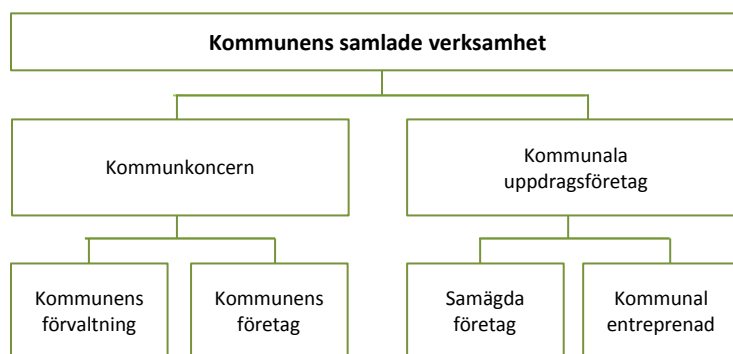 Kommunens samlade verksamhet
Kommunkoncern
Kommunala
uppdragsföretag
Kommunens
förvaltning
Kommunens
företag
Samägda
företag
Kommunal
entreprenad